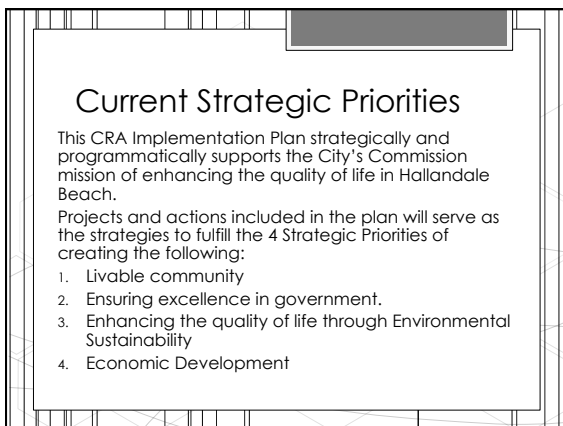 Current Strategic Priorities
This CRA Implementation Plan strategically and
programmatically supports the City's Commission
mission of enhancing the quality of life in Hallandale
Beach.
Projects and actions included in the plan will serve as
the strategies to fulfill the 4 Strategic Priorities of
creating the following:
1. Livable community
2. Ensuring excellence in government.
3. Enhancing the quality of life through Environmental
Sustainability
4. Economic Development